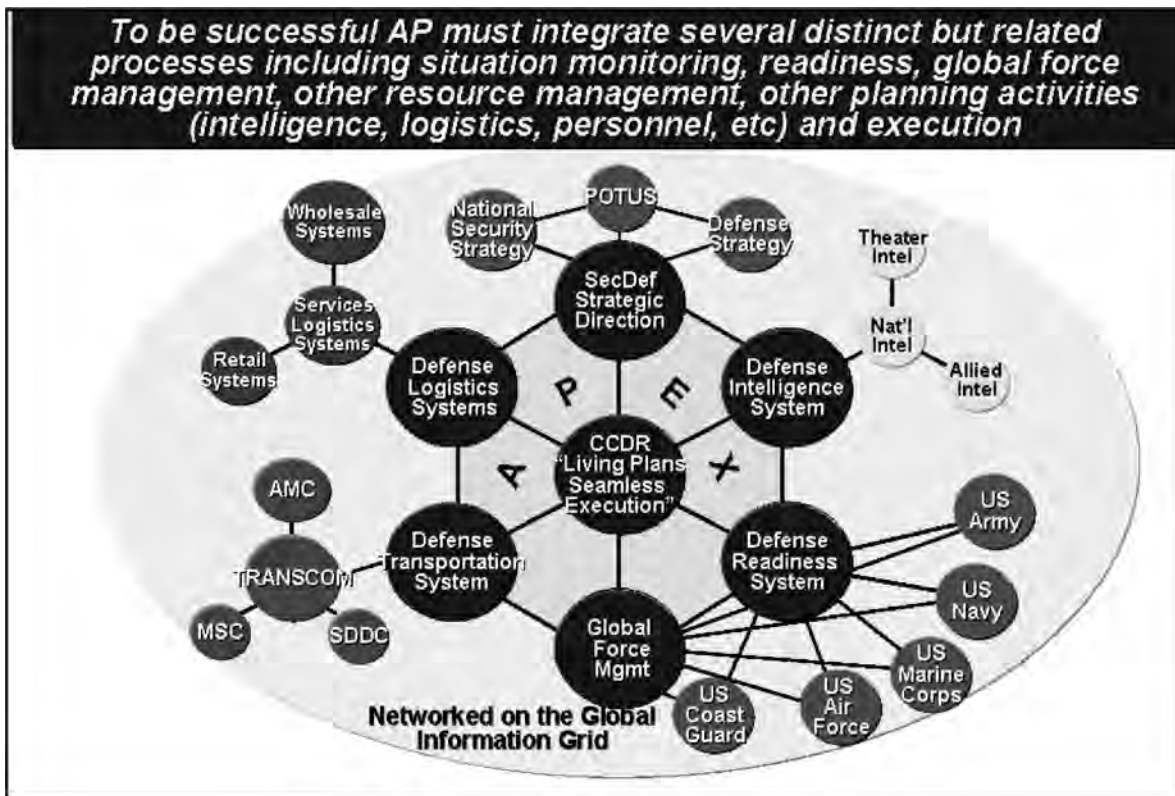 To be successful AP must integrate several distinct but related
processes including situation monitoring, readiness, global force
management, other resource management, other planning activities
(intelligence, logistics, personnel, etc) and execution
Wholesale
Systems
National
Security
Strategy
POTUS
Defense
Strategy
Theater
Intel
Services
Logistics
Systems
SecDef
Strategic
Direction
Nat'l
Intel
Retail
Systems
Defense
Logistics
Systems
Defense
Intelligence
System
Allied
Intel
A
P
E
X
CCDR
"Living Plans
Seamless
Execution"
AMC
TRANSCOM
MSC
SDDC
Defense
Transportation
System
Defense
Readiness
System
US
Army
US
Navy
Global
Force
Mgmt
US
Marine
Corps
US
Air
Force
US
Coast
Guard
Networked on the Global
Information Grid